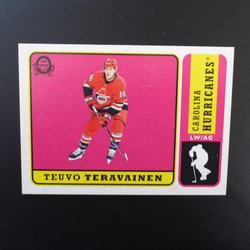 TEUVO TERAVAINEN
CAROLINA
HURRICANES
LW/AG